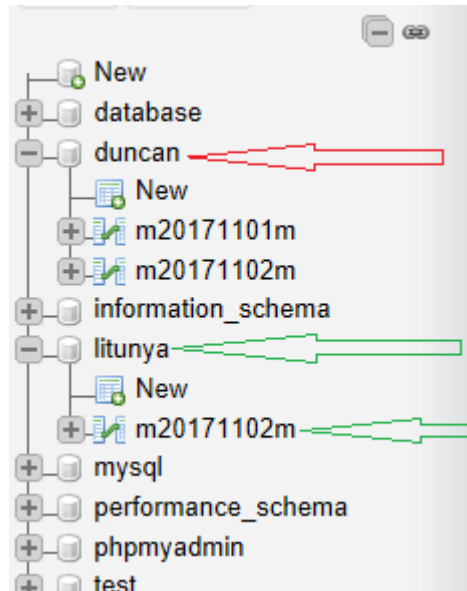 New
database
duncan
New
m20171101m
m20171102m
information_schema
litunya
New
m20171102m
mysql
performance_schema
phpmyadmin
test